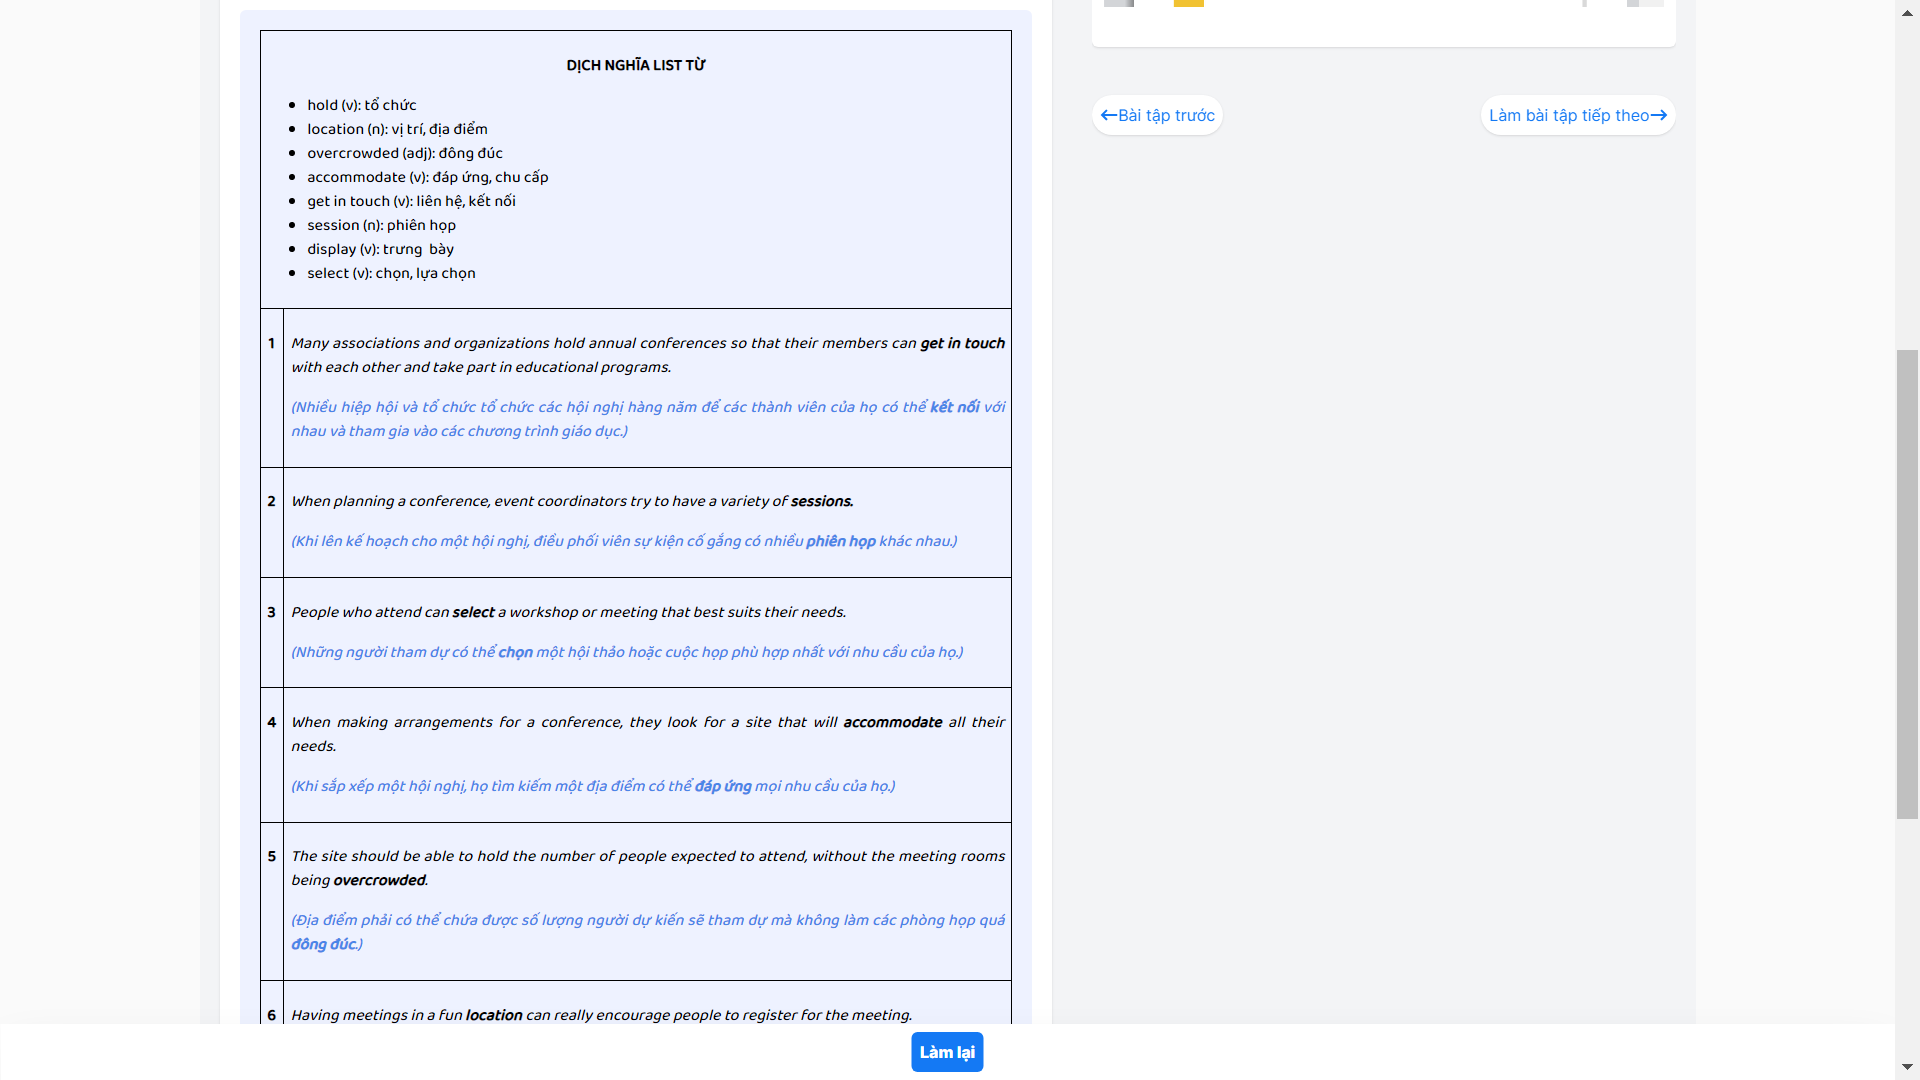 DỊCH NGHĨA LIST TỪ
hold (v): tổ chức
location (n): vị trí, địa điểm
overcrowded (adj): đông đúc
accommodate (v): đáp ứng, chu cấp
get in touch (v): liên hệ, kết nối
session (n): phiên họp
display (v): trưng  bày
select (v): chọn, lựa chọn
1
Many associations and organizations hold annual conferences so that their members can get in touch
with each other and take part in educational programs.
(Nhiều hiệp hội và tổ chức tổ chức các hội nghị hàng năm để các thành viên của họ có thể kết nối với
nhau và tham gia vào các chương trình giáo dục.)
2
When planning a conference, event coordinators try to have a variety of sessions.
(Khi lên kế hoạch cho một hội nghị, điều phối viên sự kiện cố gắng có nhiều phiên họp khác nhau.)
3
People who attend can select a workshop or meeting that best suits their needs.
(Những người tham dự có thể chọn một hội thảo hoặc cuộc họp phù hợp nhất với nhu cầu của họ.)
4
When making arrangements for a conference, they look for a site that will accommodate all their
needs.
(Khi sắp xếp một hội nghị, họ tìm kiếm một địa điểm có thể đáp ứng mọi nhu cầu của họ.)
5
The site should be able to hold the number of people expected to attend, without the meeting rooms
being overcrowded.
(Địa điểm phải có thể chứa được số lượng người dự kiến sẽ tham dự mà không làm các phòng họp quá
đông đúc.)
6
Having meetings in a fun location can really encourage people to register for the meeting.
←Bài tập trước
Làm bài tập tiếp theo→
Làm lại